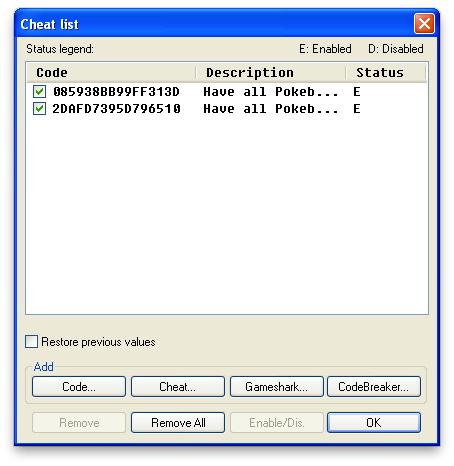 Cheat list
Status legend: E: Enabled D: Disabled
Code Description Status
085938BB99FF313D Have all Pokeb... E
2DAFD7395D796510 Have all Pokeb... E
Restore previous values
Add
Code... Cheat... Gameshark... CodeBreaker...
Remove Remove All Enable/Dis. OK